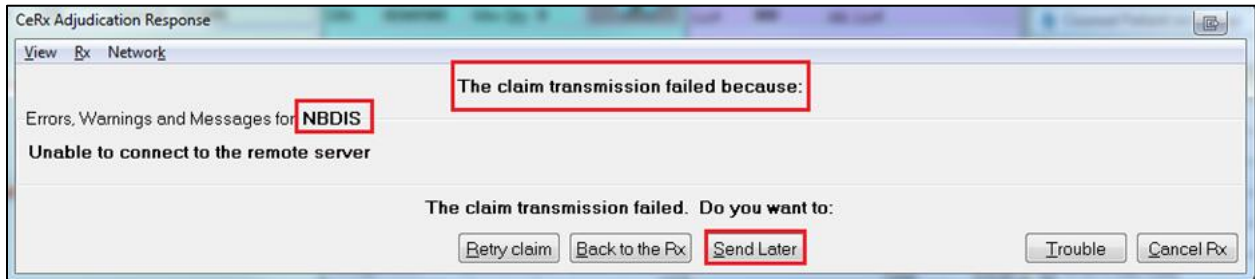 CeRx Adjudication Response
View Rx Network
The claim transmission failed because:
Errors, Warnings and Messages for NBDIS
Unable to connect to the remote server
The claim transmission failed. Do you want to:
Retry claim Back to the Rx Send Later Trouble Cancel Rx